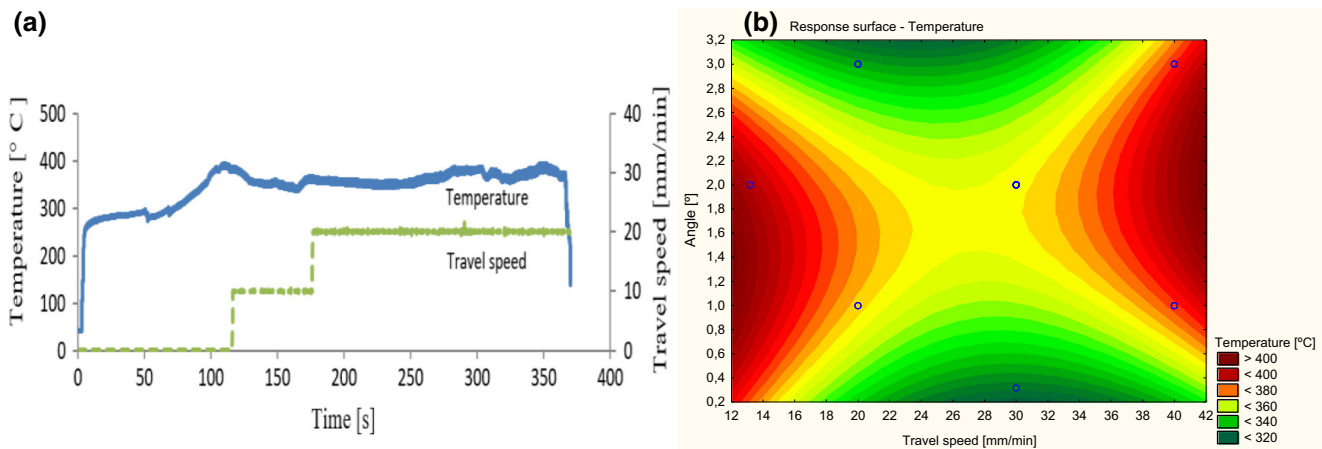 (a)
Temperature [° C]
500
400
300
200
100
0
0 50 100 150 200 250 300 350 400
Time [s]
40
30
20
10
0
Travel speed [mm/min]
Temperature
Travel speed
(b) Response surface - Temperature
Angle [º]
3,2
3,0
2,8
2,6
2,4
2,2
2,0
1,8
1,6
1,4
1,2
1,0
0,8
0,6
0,4
0,2
12 14 16 18 20 22 24 26 28 30 32 34 36 38 40 42
Travel speed [mm/min]
Temperature [ºC]
> 400
< 400
< 380
< 360
< 340
< 320